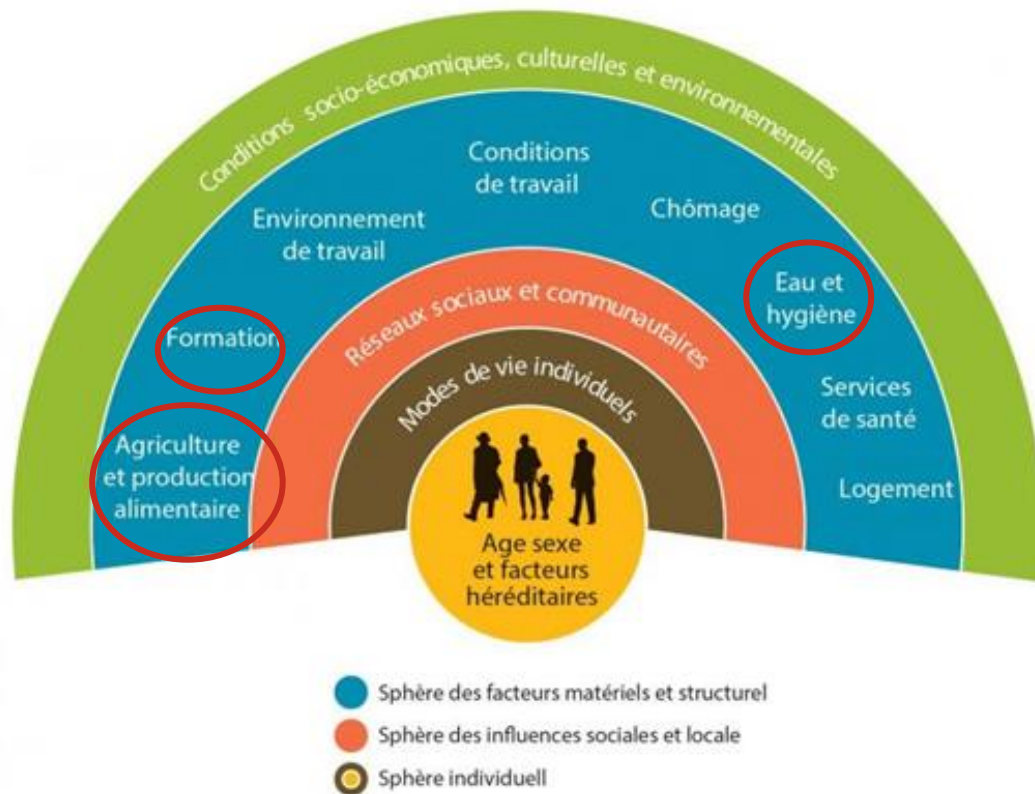 Conditions socio-économiques, culturelles et environnementales
Conditions
de travail
Environnement
de travail
Chômage
Formation
Eau et
hygiène
Agriculture
et production
alimentaire
Services
de santé
Logement
Réseaux sociaux et communautaires
Modes de vie individuels
Age sexe
et facteurs
héréditaires
Sphère des facteurs matériels et structurel
Sphère des influences sociales et locale
Sphère individuell